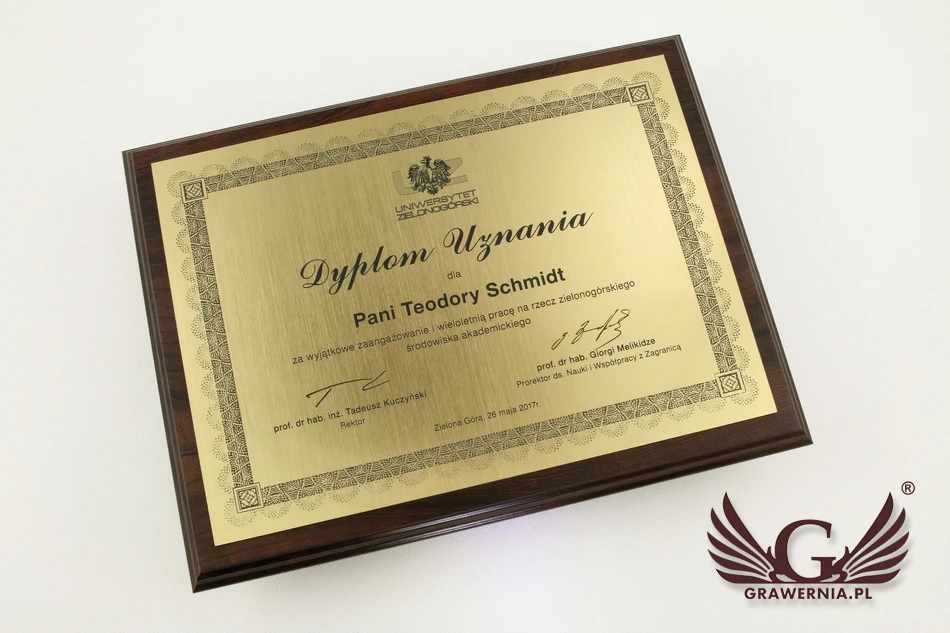 UZ
UNIWERSYTET
ZIELONOGÓRSKI
Dyplom Uznania
dla
Pani Teodory Schmidt
za wyjątkowe zaangażowanie i wieloletnią pracę na rzecz zielonogórskiego
środowiska akademickiego
prof. dr hab. inż. Tadeusz Kuczyński
Rektor
prof. dr hab. Giorgi Melikidze
Prorektor ds. Nauki i Współpracy z Zagranicą
Zielona Góra, 26 maja 2017r.
G ®
GRAWERNIA.PL